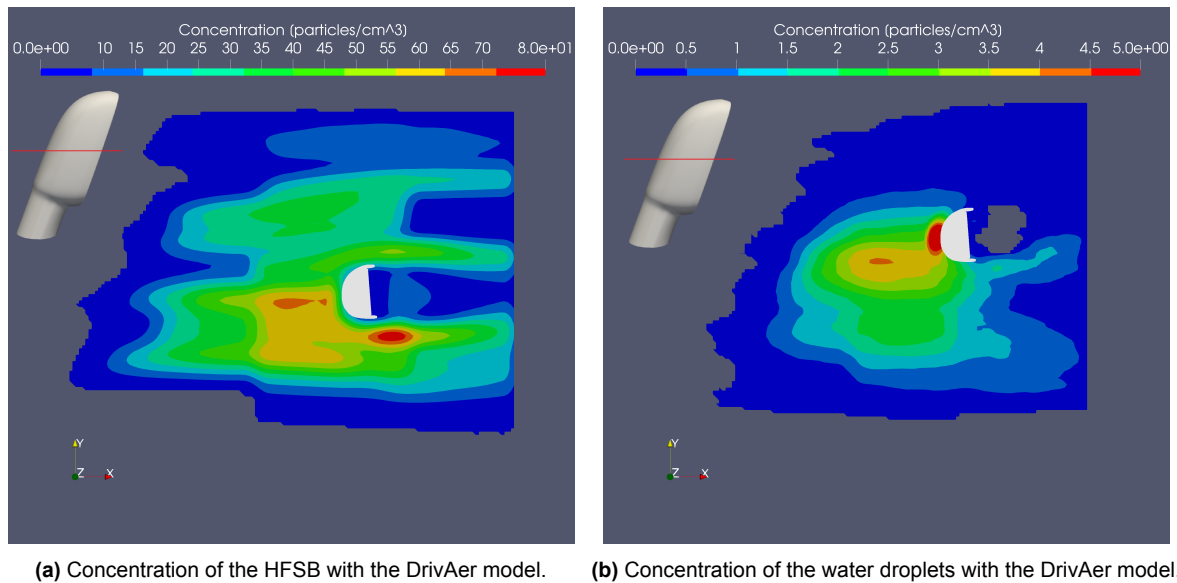 Concentration [particles/cm^3]
0.0e+00 10 15 20 25 30 35 40 45 50 55 60 65 70 8.0e+01
Y
Z X
(a) Concentration of the HFSB with the DrivAer model.
Concentration [particles/cm^3]
0.0e+00 0.5 1 1.5 2 2.5 3 3.5 4 5.0e+00
Y
Z X
(b) Concentration of the water droplets with the DrivAer model.